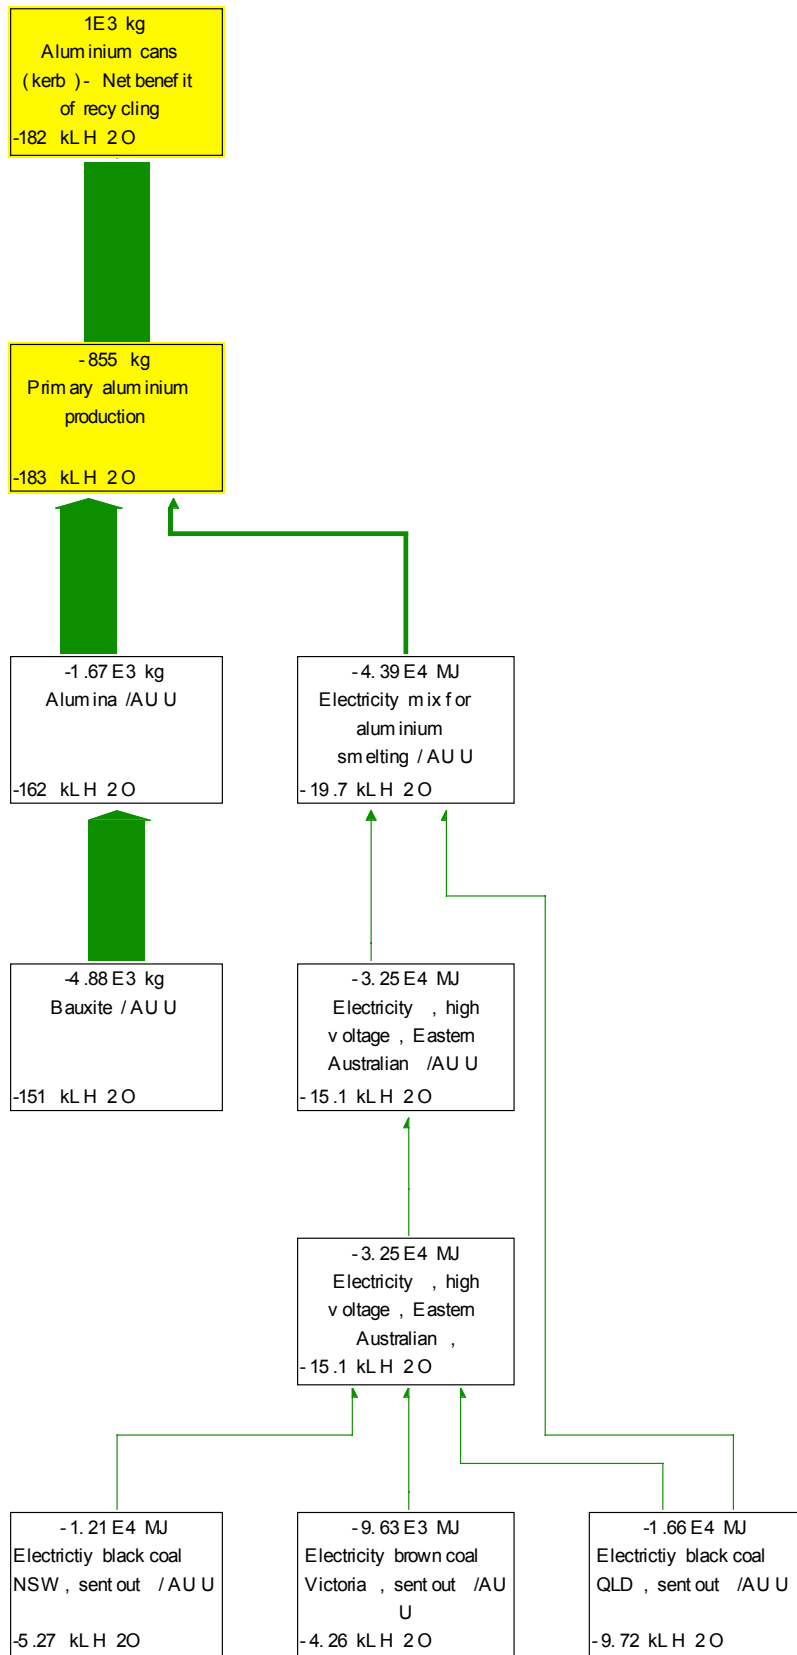 1E3 kg
Aluminium cans
(kerb) - Net benefit
of recycling
-182 kL H2O
-855 kg
Primary aluminium
production
-183 kL H2O
-1.67E3 kg
Alumina/AU U
-162 kL H2O
-4.39E4 MJ
Electricity mix for
aluminium
smelting/AU U
-19.7 kL H2O
-4.88E3 kg
Bauxite/AU U
-151 kL H2O
-3.25E4 MJ
Electricity, high
voltage, Eastern
Australian/AU U
-15.1 kL H2O
-3.25E4 MJ
Electricity, high
voltage, Eastern
Australian,
-15.1 kL H2O
-1.21E4 MJ
Electrictiy black coal
NSW, sent out/AU U
-5.27 kL H2O
-9.63E3 MJ
Electricity brown coal
Victoria, sent out/AU
U
-4.26 kL H2O
-1.66E4 MJ
Electrictiy black coal
QLD, sent out/AU U
-9.72 kL H2O